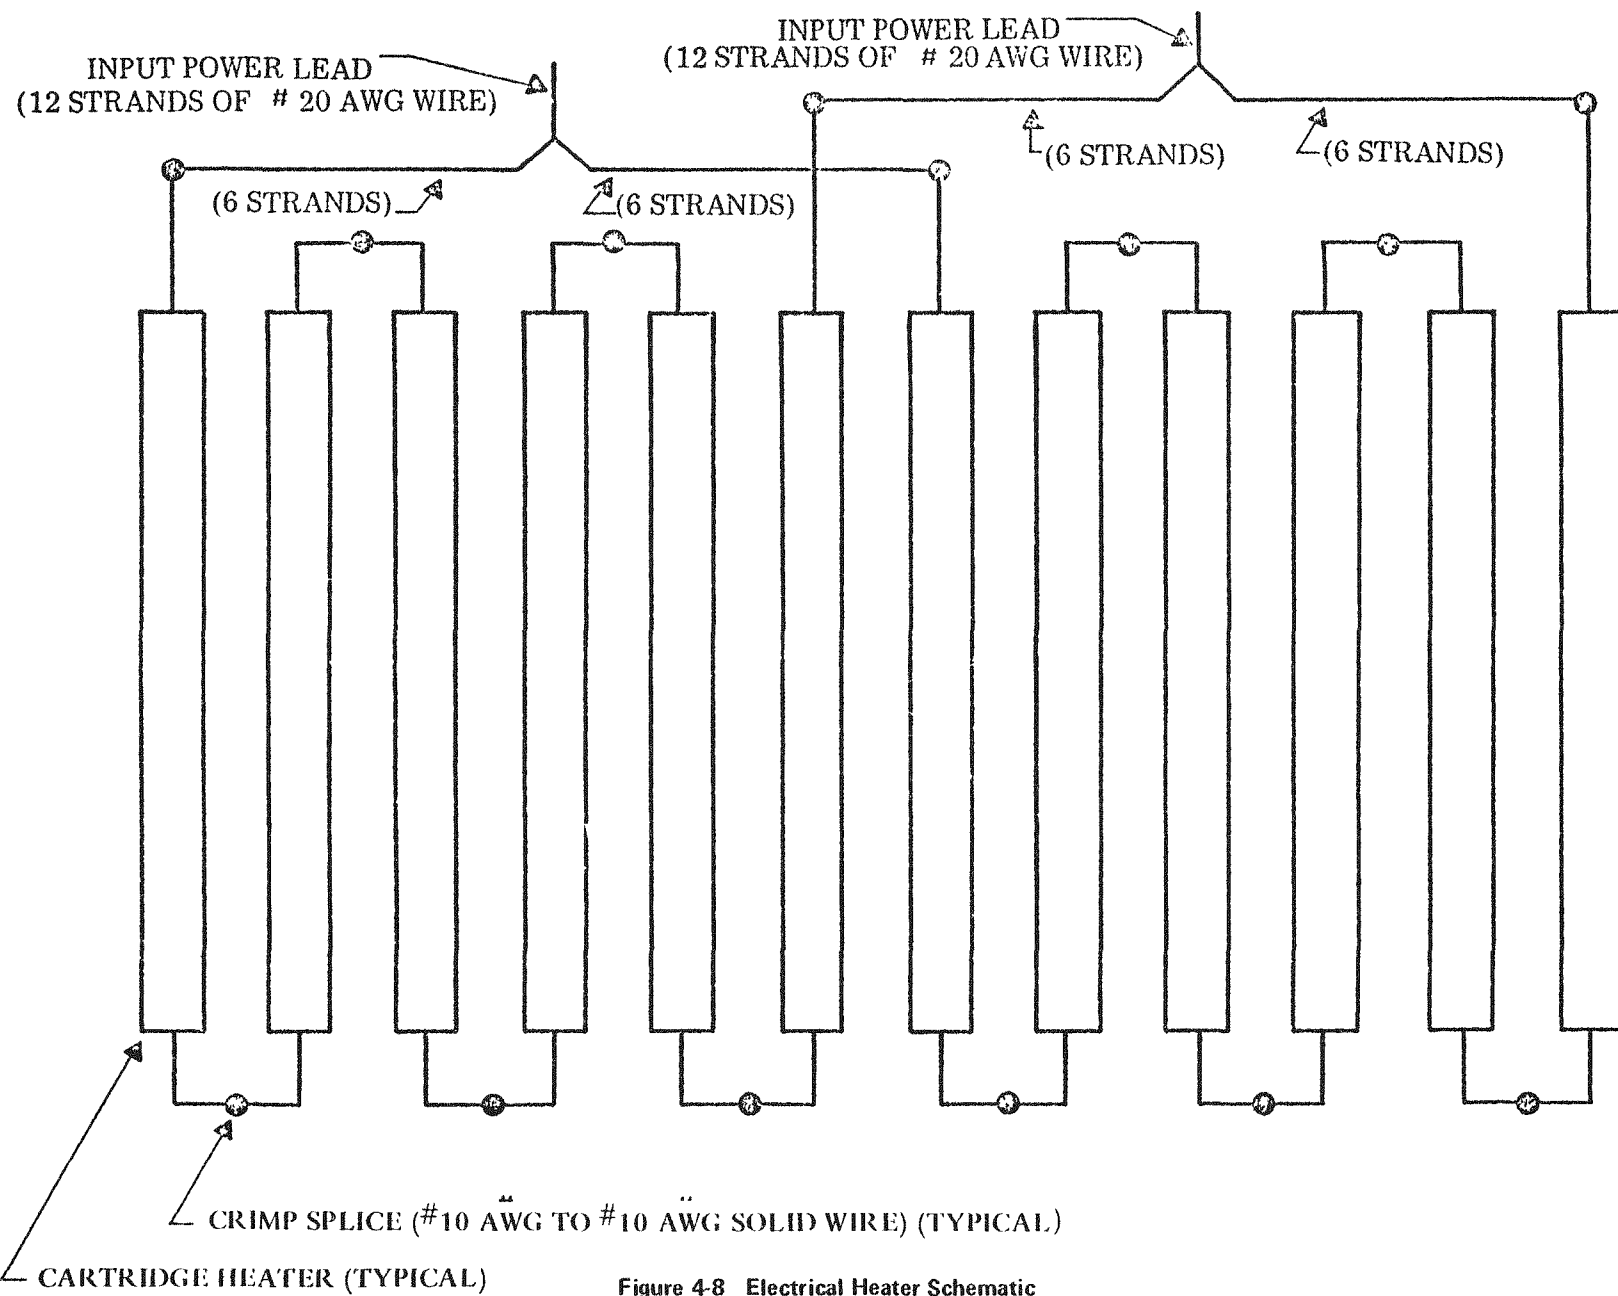 INPUT POWER LEAD
(12 STRANDS OF # 20 AWG WIRE)
INPUT POWER LEAD
(12 STRANDS OF # 20 AWG WIRE)
(6 STRANDS)
(6 STRANDS)
(6 STRANDS)
(6 STRANDS)
CRIMP SPLICE (#10 AWG TO #10 AWG SOLID WIRE) (TYPICAL)
CARTRIDGE HEATER (TYPICAL)
Figure 4-8 Electrical Heater Schematic